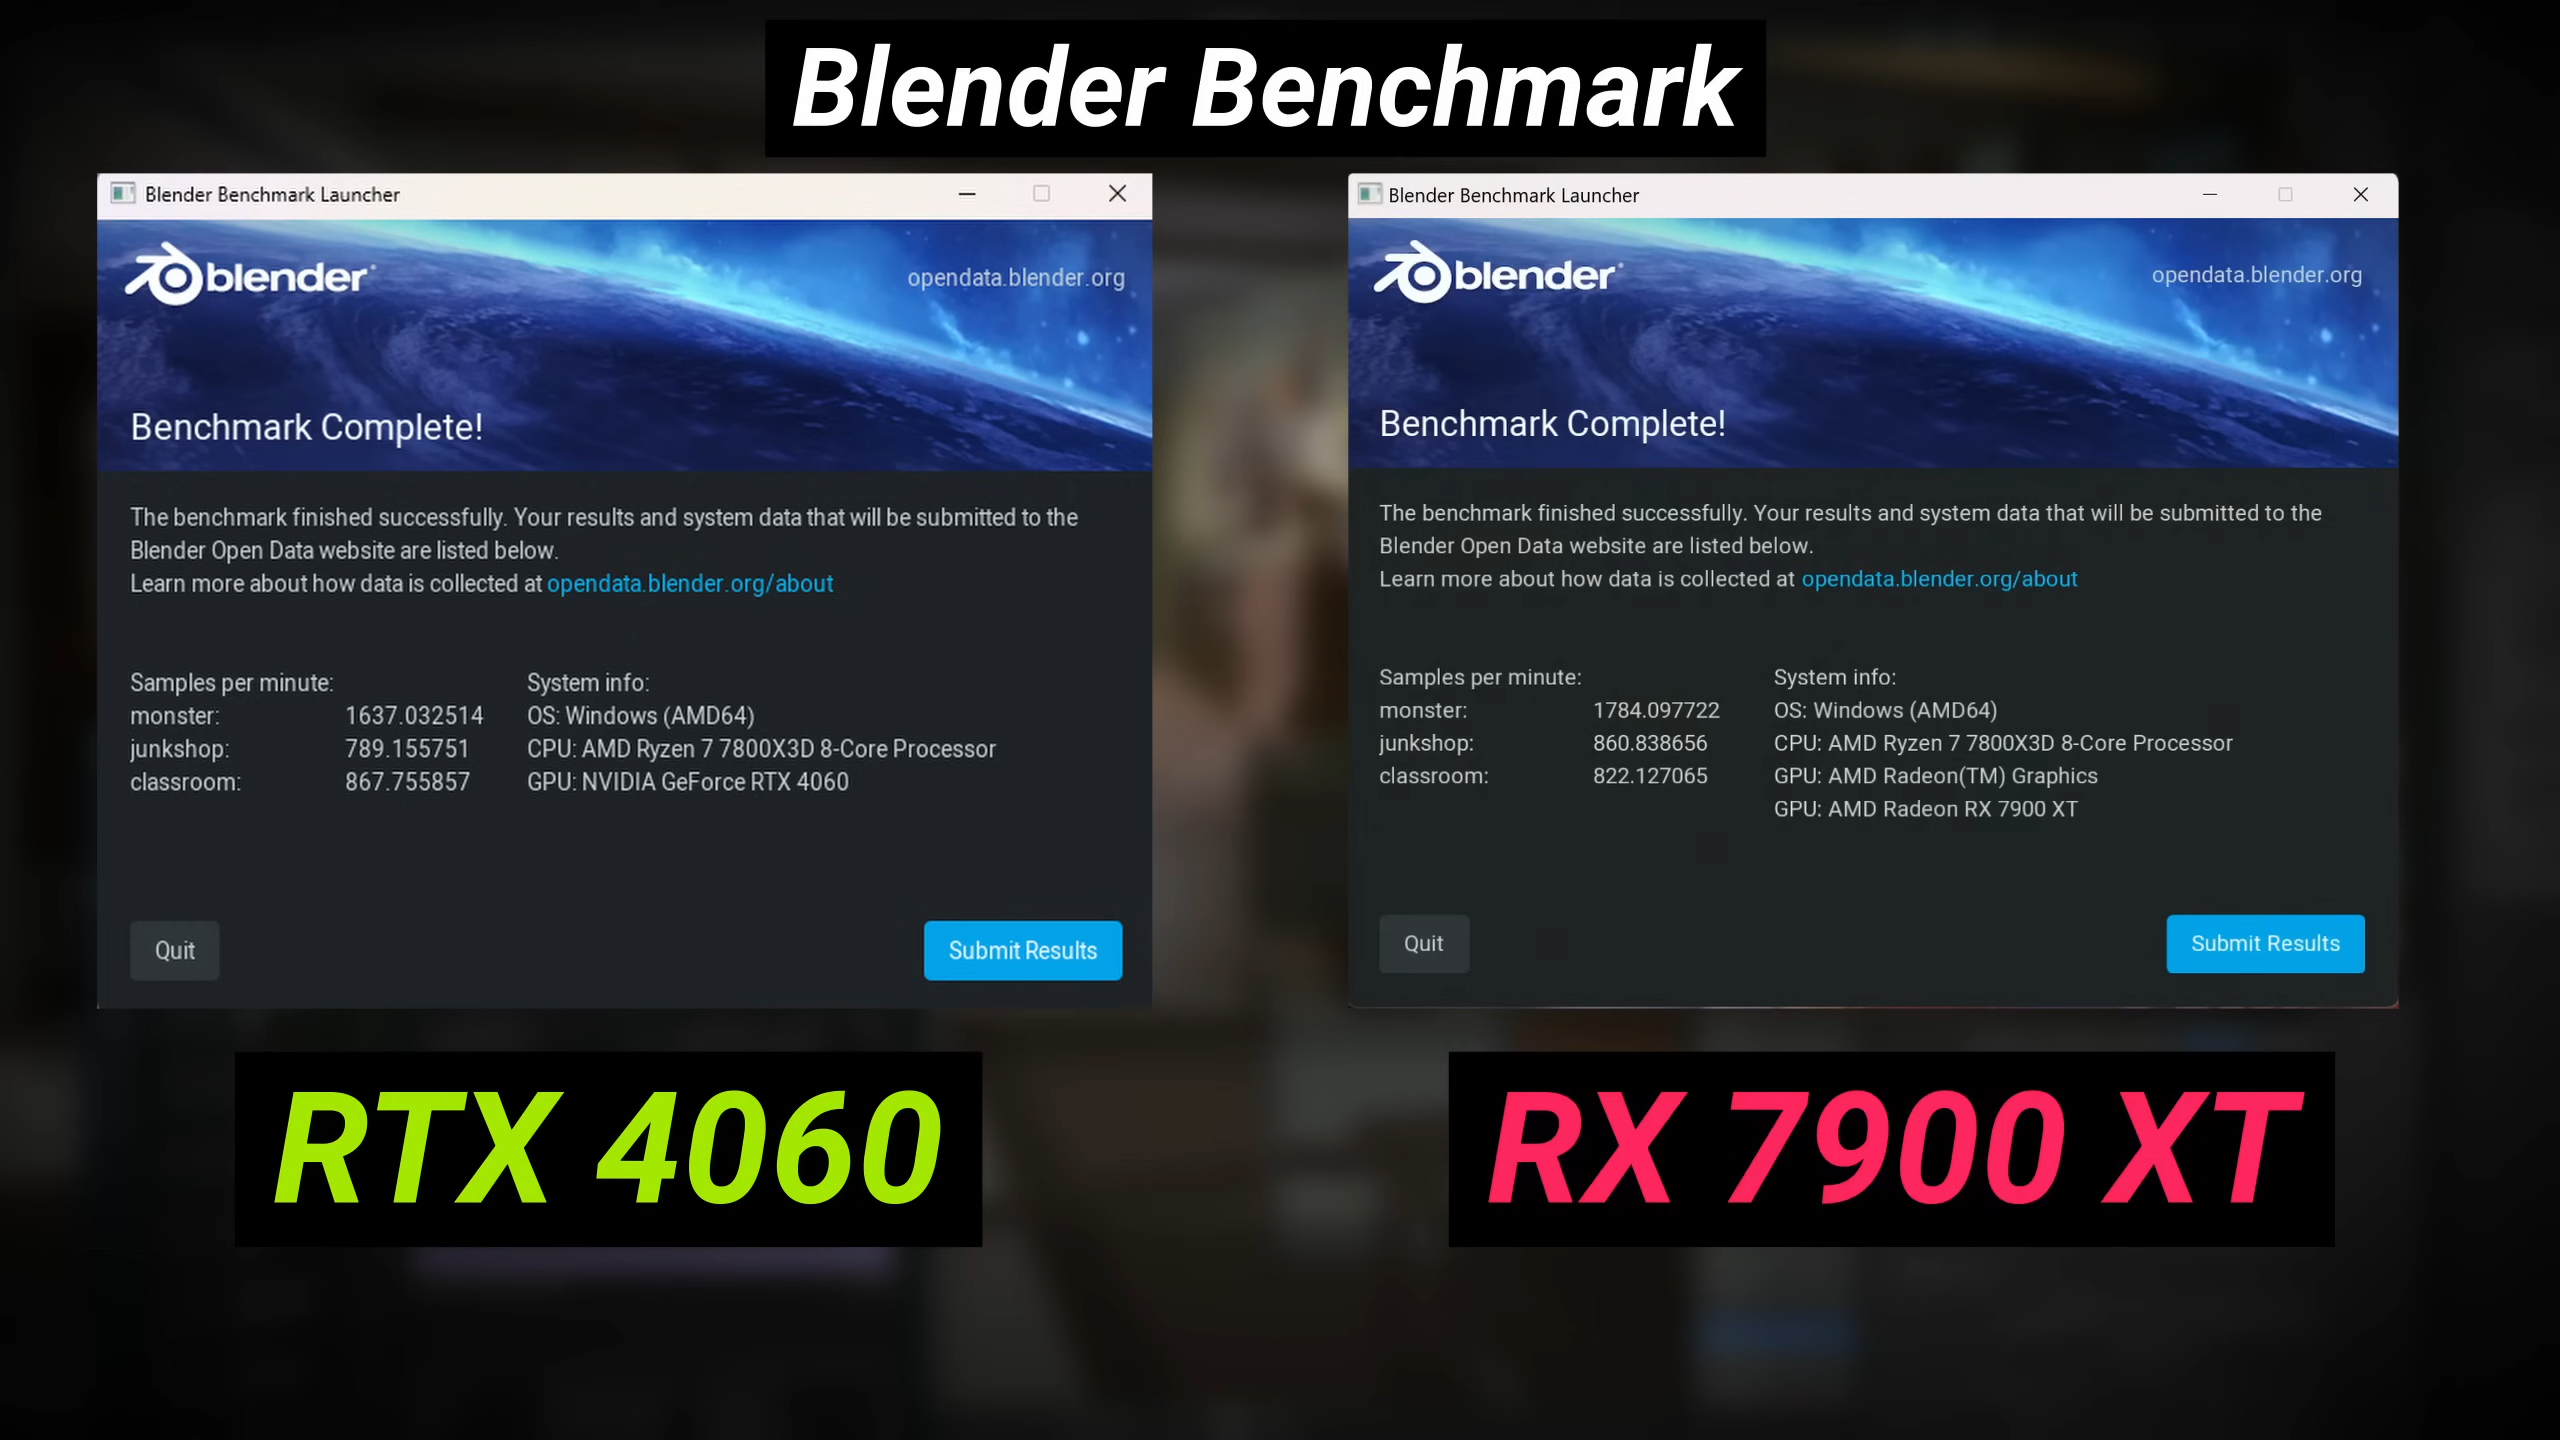 Blender Benchmark
Blender Benchmark Launcher
blender
opendata.blender.org
Benchmark Complete!
The benchmark finished successfully. Your results and system data that will be submitted to the
Blender Open Data website are listed below.
Learn more about how data is collected at opendata.blender.org/about
Samples per minute:
monster: 1637.032514
junkshop: 789.155751
classroom: 867.755857
System info:
OS: Windows (AMD64)
CPU: AMD Ryzen 7 7800X3D 8-Core Processor
GPU: NVIDIA GeForce RTX 4060
Quit
Submit Results
RTX 4060
Blender Benchmark Launcher
blender
opendata.blender.org
Benchmark Complete!
The benchmark finished successfully. Your results and system data that will be submitted to the
Blender Open Data website are listed below.
Learn more about how data is collected at opendata.blender.org/about
Samples per minute:
monster: 1784.097722
junkshop: 860.838656
classroom: 822.127065
System info:
OS: Windows (AMD64)
CPU: AMD Ryzen 7 7800X3D 8-Core Processor
GPU: AMD Radeon(TM) Graphics
GPU: AMD Radeon RX 7900 XT
Quit
Submit Results
RX 7900 XT